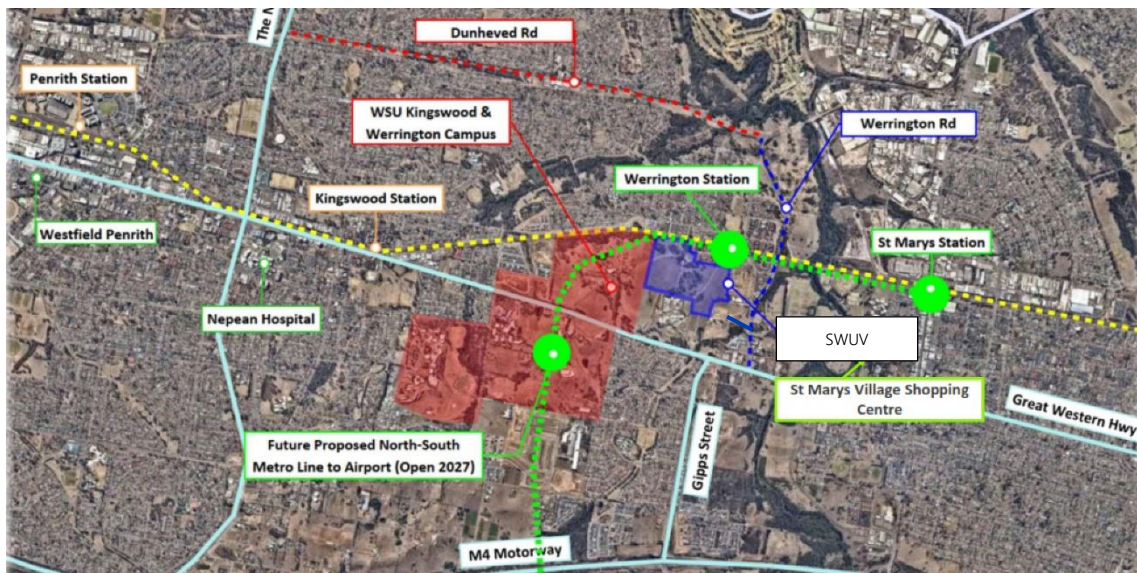 The
Dunheved Rd
Penrith Station
WSU Kingswood &
Werrington Campus
Werrington Rd
Werrington Station
Kingswood Station
Westfield Penrith
St Marys Station
Nepean Hospital
SWUV
St Marys Village Shopping
Centre
Great Western Hwy
Future Proposed North-South
Metro Line to Airport (Open 2027)
Gipps Street
M4 Motorway